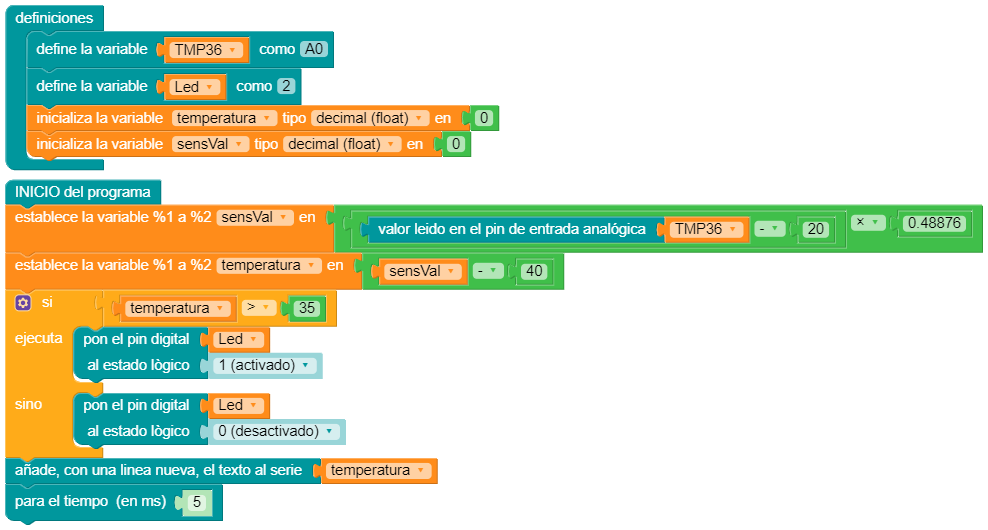 definiciones
define la variable TMP36 como A0
define la variable Led como 2
inicializa la variable temperatura tipo decimal (float) en 0
inicializa la variable sensVal tipo decimal (float) en 0
INICIO del programa
establece la variable %1 a %2 sensVal en valor leido en el pin de entrada analógica TMP36 - 20 × 0.48876
establece la variable %1 a %2 temperatura en sensVal - 40
si temperatura > 35
ejecuta pon el pin digital Led
al estado lògico 1 (activado)
sino pon el pin digital Led
al estado lògico 0 (desactivado)
añade, con una linea nueva, el texto al serie temperatura
para el tiempo (en ms) 5